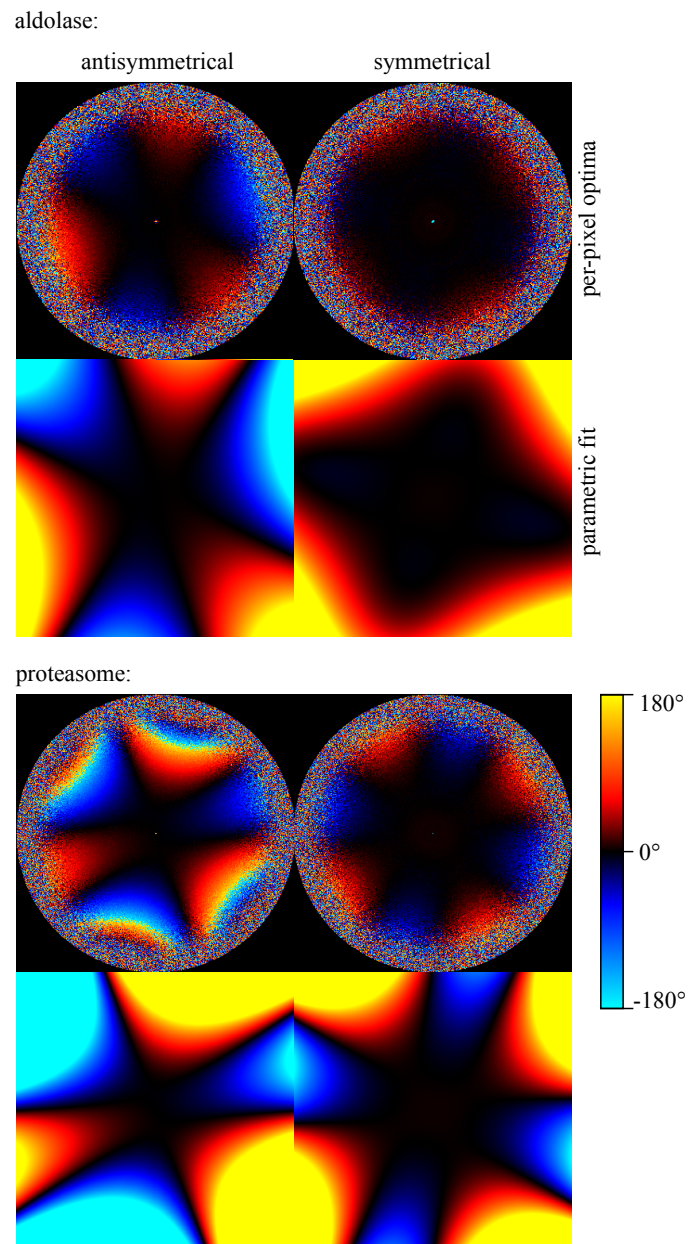 aldolase:
antisymmetrical
symmetrical
per-pixel optima
parametric fit
proteasome:
180°
0°
-180°